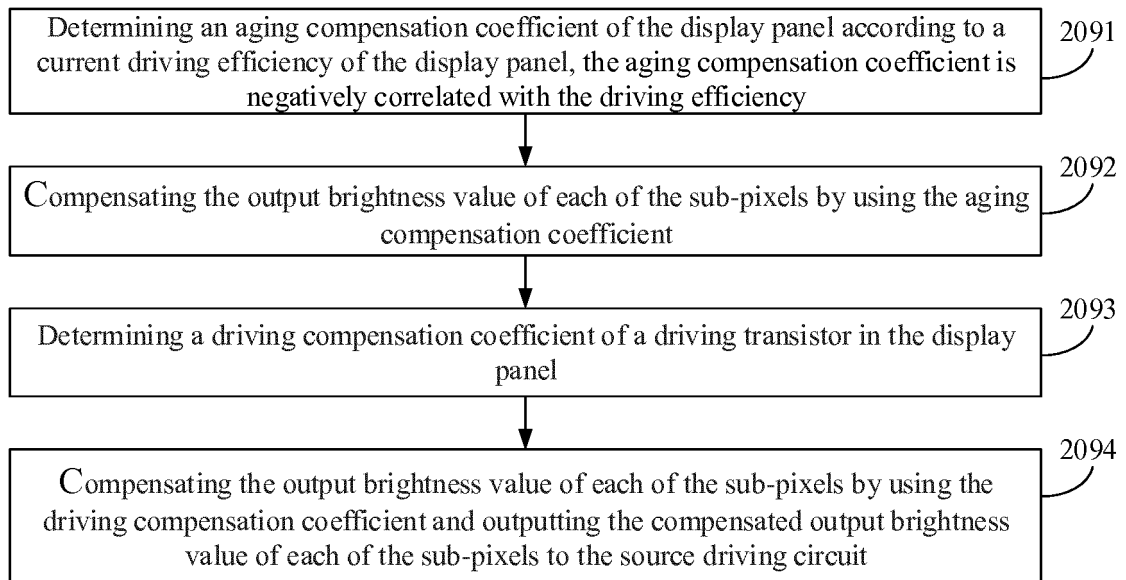 Determining an aging compensation coefficient of the display panel according to a
current driving efficiency of the display panel, the aging compensation coefficient is
negatively correlated with the driving efficiency
2091
Compensating the output brightness value of each of the sub-pixels by using the aging
compensation coefficient
2092
Determining a driving compensation coefficient of a driving transistor in the display
panel
2093
Compensating the output brightness value of each of the sub-pixels by using the
driving compensation coefficient and outputting the compensated output brightness
value of each of the sub-pixels to the source driving circuit
2094